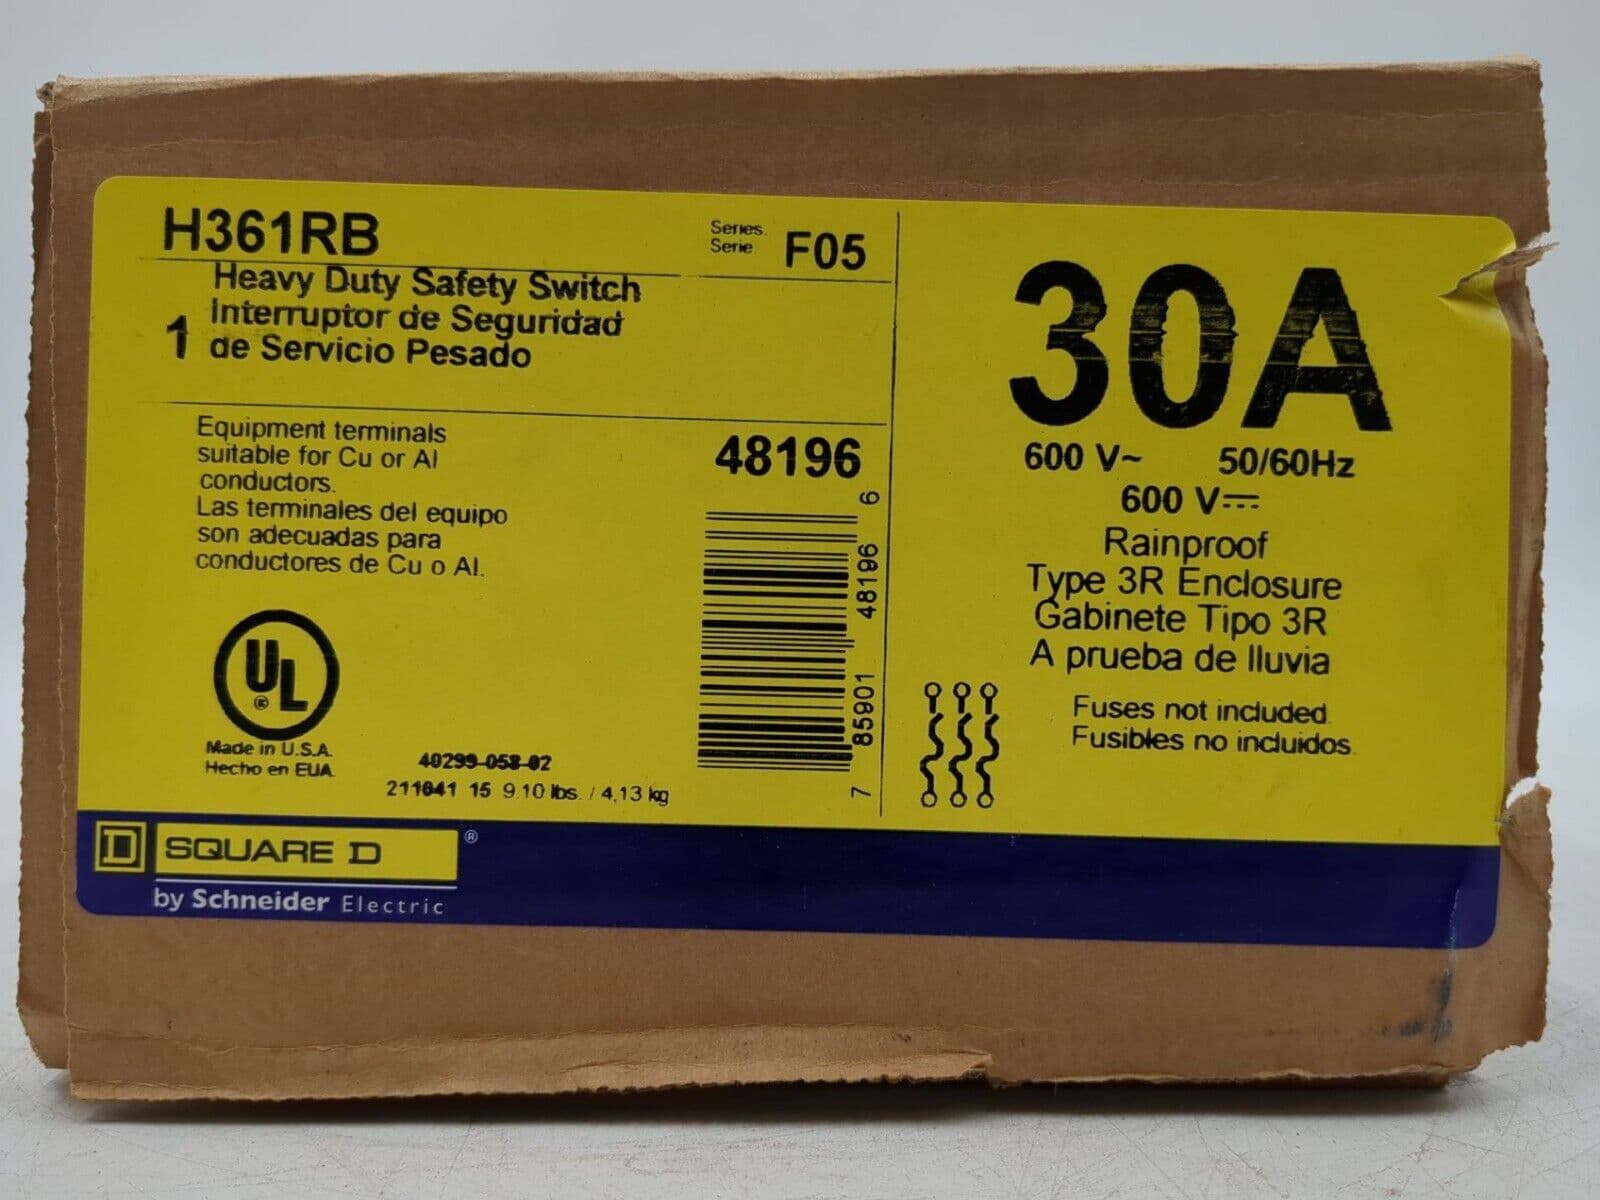 H361RB
Series.
Serie
F05
Heavy Duty Safety Switch
1 Interruptor de Seguridad
de Servicio Pesado
Equipment terminals
suitable for Cu or Al
conductors.
Las terminales del equipo
son adecuadas para
conductores de Cu o Al.
48196
7 85901 48196 6
UL
®
Made in U.S.A.
Hecho en EUA.
40299-058-02
211041 15 9.10 lbs. / 4,13 kg
30A
600 V~ 50/60Hz
600 V⎓
Rainproof
Type 3R Enclosure
Gabinete Tipo 3R
A prueba de lluvia
Fuses not included.
Fusibles no incluidos.
D SQUARE D ®
by Schneider Electric